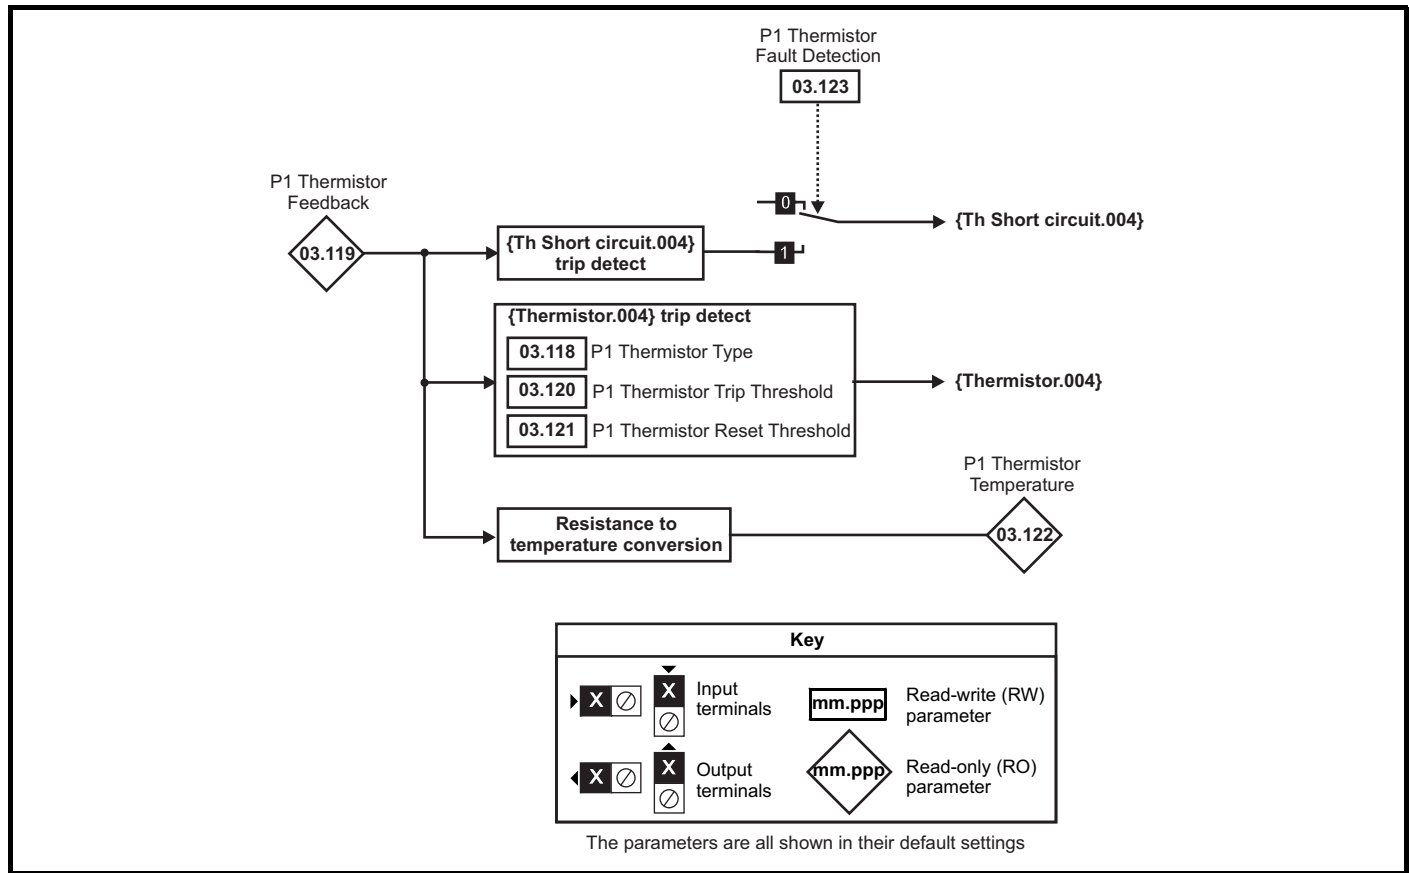 P1 Thermistor
Fault Detection
03.123
P1 Thermistor
Feedback
03.119
0
{Th Short circuit.004}
{Th Short circuit.004}
trip detect
1
{Thermistor.004} trip detect
03.118 P1 Thermistor Type
03.120 P1 Thermistor Trip Threshold
03.121 P1 Thermistor Reset Threshold
{Thermistor.004}
P1 Thermistor
Temperature
03.122
Resistance to
temperature conversion
Key
X
X
Input
terminals
mm.ppp
Read-write (RW)
parameter
X
X
Output
terminals
mm.ppp
Read-only (RO)
parameter
The parameters are all shown in their default settings